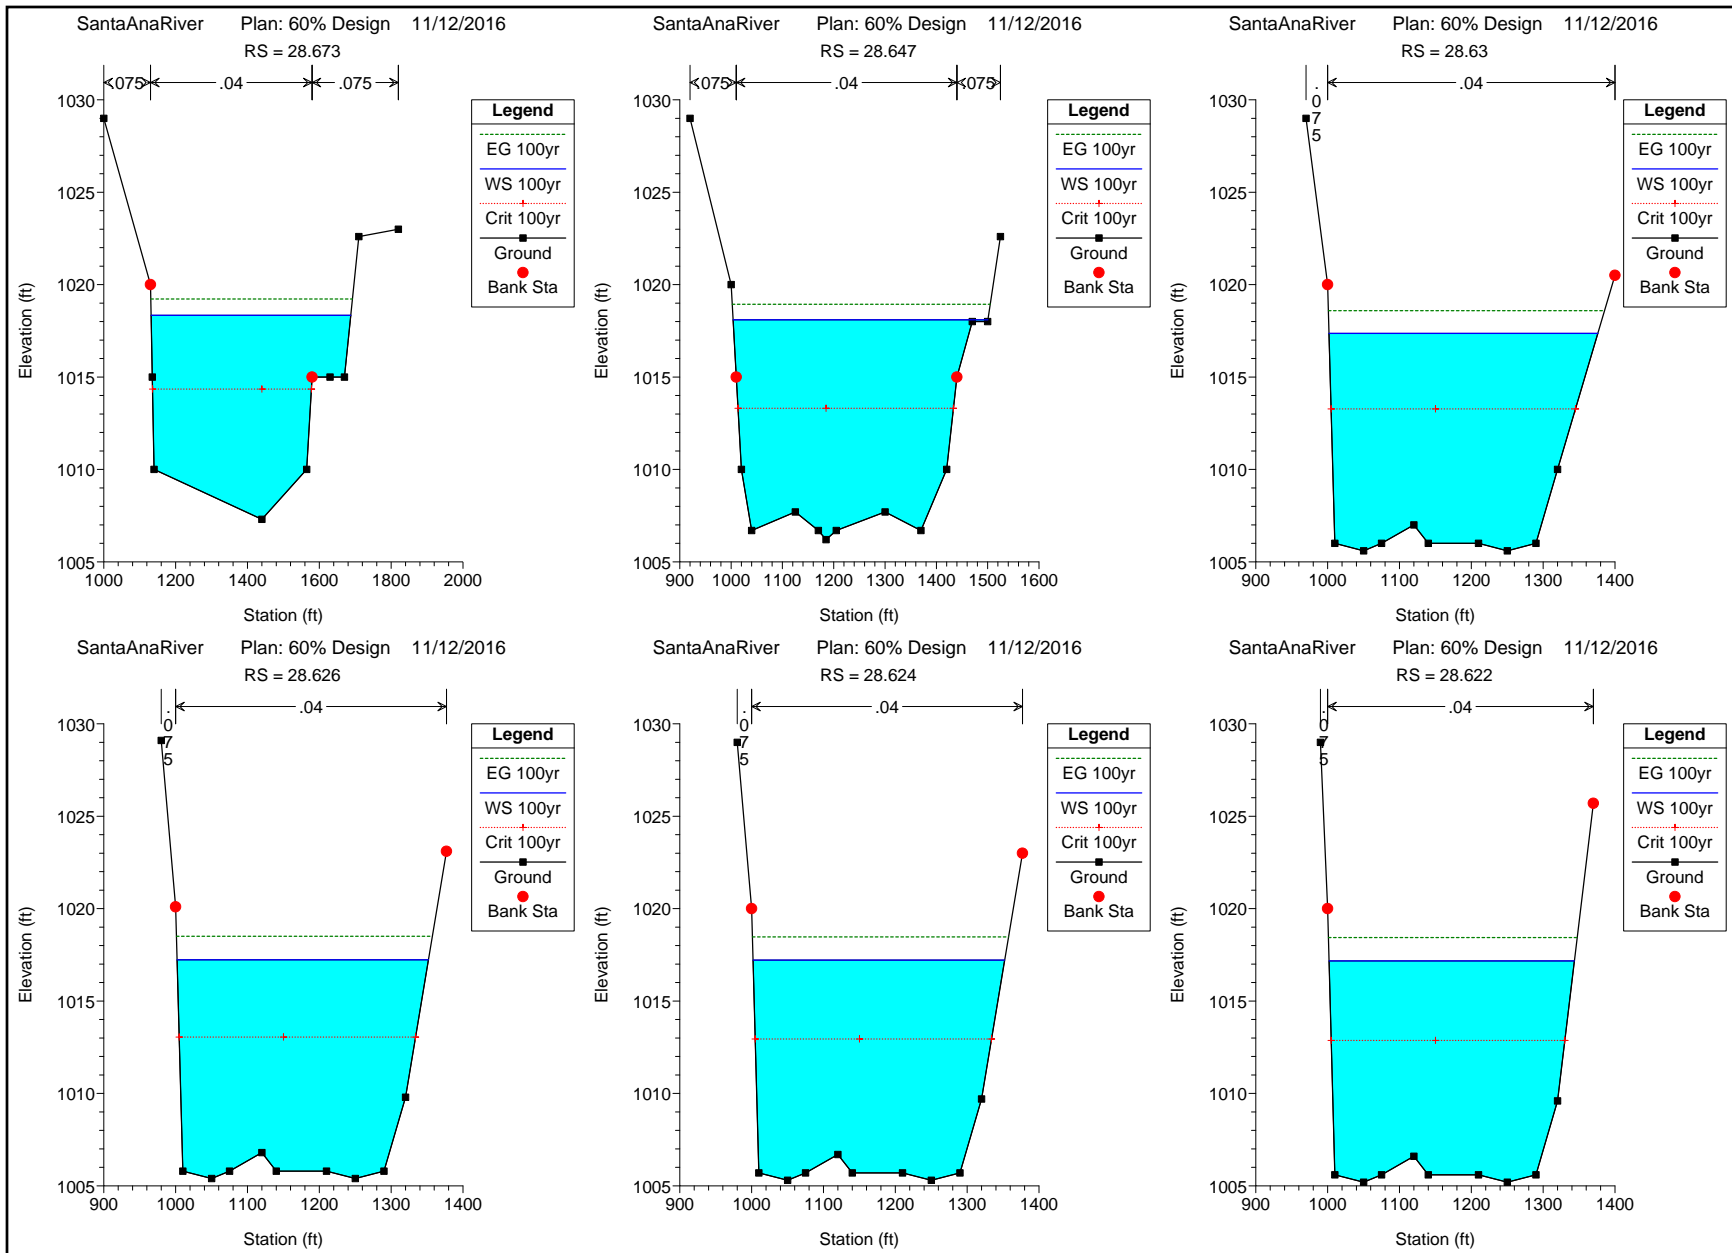 SantaAnaRiver Plan: 60% Design 11/12/2016
RS = 28.673
.075 .04 .075
1030
1025
1020
1015
1010
1005
Elevation (ft)
1000 1200 1400 1600 1800 2000
Station (ft)
Legend
EG 100yr
WS 100yr
Crit 100yr
Ground
Bank Sta
SantaAnaRiver Plan: 60% Design 11/12/2016
RS = 28.647
.075 .04 .075
1030
1025
1020
1015
1010
1005
Elevation (ft)
900 1000 1100 1200 1300 1400 1500 1600
Station (ft)
Legend
EG 100yr
WS 100yr
Crit 100yr
Ground
Bank Sta
SantaAnaRiver Plan: 60% Design 11/12/2016
RS = 28.63
.075 .04
1030
1025
1020
1015
1010
1005
Elevation (ft)
900 1000 1100 1200 1300 1400
Station (ft)
Legend
EG 100yr
WS 100yr
Crit 100yr
Ground
Bank Sta
SantaAnaRiver Plan: 60% Design 11/12/2016
RS = 28.626
.075 .04
1030
1025
1020
1015
1010
1005
Elevation (ft)
900 1000 1100 1200 1300 1400
Station (ft)
Legend
EG 100yr
WS 100yr
Crit 100yr
Ground
Bank Sta
SantaAnaRiver Plan: 60% Design 11/12/2016
RS = 28.624
.075 .04
1030
1025
1020
1015
1010
1005
Elevation (ft)
900 1000 1100 1200 1300 1400
Station (ft)
Legend
EG 100yr
WS 100yr
Crit 100yr
Ground
Bank Sta
SantaAnaRiver Plan: 60% Design 11/12/2016
RS = 28.622
.075 .04
1030
1025
1020
1015
1010
1005
Elevation (ft)
900 1000 1100 1200 1300 1400
Station (ft)
Legend
EG 100yr
WS 100yr
Crit 100yr
Ground
Bank Sta